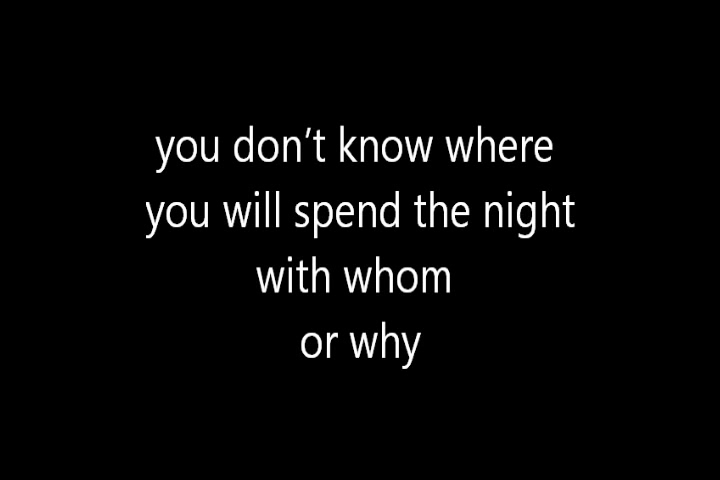 you don’t know where
you will spend the night
with whom
or why